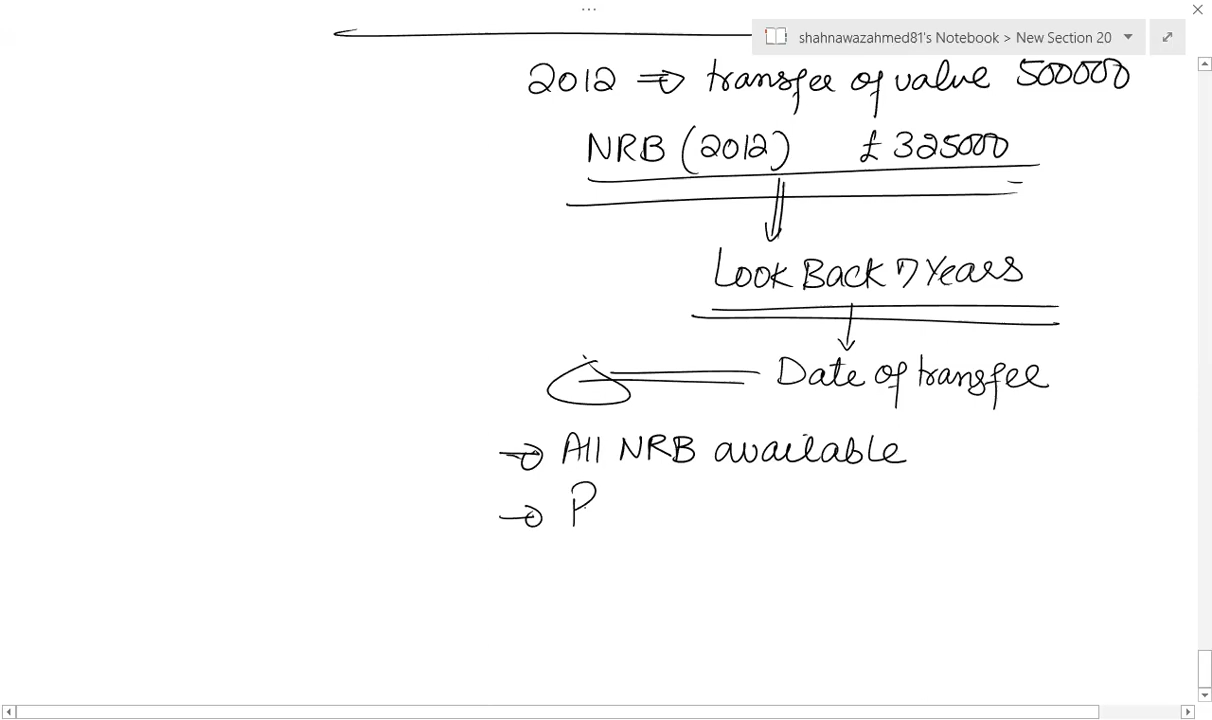 shahnawazahmed81's Notebook > New Section 20
2012 ⇒ transfer of value 500000
NRB (2012) £325000
Look Back 7 Years
Date of transfer
→ All NRB available
→ P